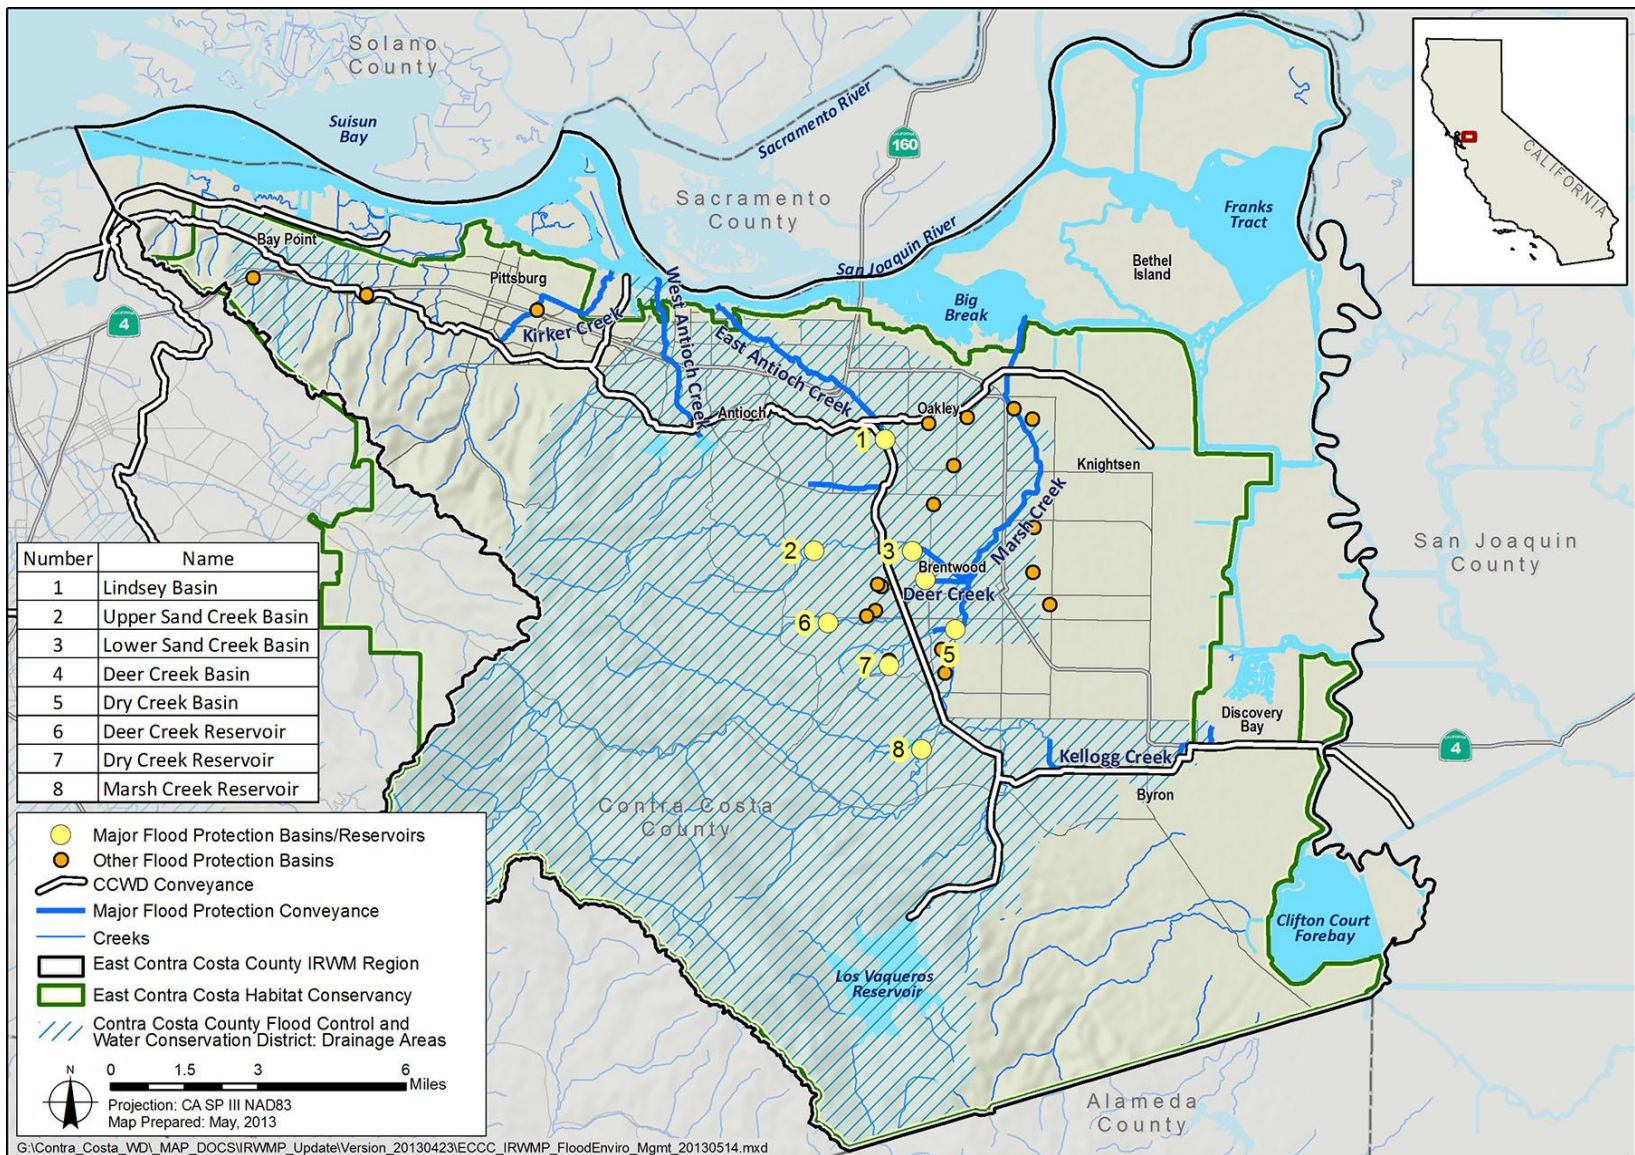 Solano
County
Suisun
Bay
Sacramento River
CALIFORNIA
160
Sacramento
County
San Joaquin River
Franks
Tract
Bethel
Island
Big
Break
CALIFORNIA
Bay Point
Pittsburg
Kirker Creek
West Antioch Creek
East Antioch Creek
CALIFORNIA
4
Antioch
Oakley
1
Knightsen
Marsh Creek
San Joaquin
County
2
3
Brentwood
Deer Creek
6
5
7
Discovery
Bay
8
Kellogg Creek
CALIFORNIA
4
Byron
Contra Costa
County
Los Vaqueros
Reservoir
Clifton Court
Forebay
Alameda
County
Number Name
1 Lindsey Basin
2 Upper Sand Creek Basin
3 Lower Sand Creek Basin
4 Deer Creek Basin
5 Dry Creek Basin
6 Deer Creek Reservoir
7 Dry Creek Reservoir
8 Marsh Creek Reservoir
Major Flood Protection Basins/Reservoirs
Other Flood Protection Basins
CCWD Conveyance
Major Flood Protection Conveyance
Creeks
East Contra Costa County IRWM Region
East Contra Costa Habitat Conservancy
Contra Costa County Flood Control and
Water Conservation District: Drainage Areas
N
0 1.5 3 6
Miles
Projection: CA SP III NAD83
Map Prepared: May, 2013
G:\Contra_Costa_WD\_MAP_DOCS\IRWMP_Update\Version_20130423\ECCC_IRWMP_FloodEnviro_Mgmt_20130514.mxd